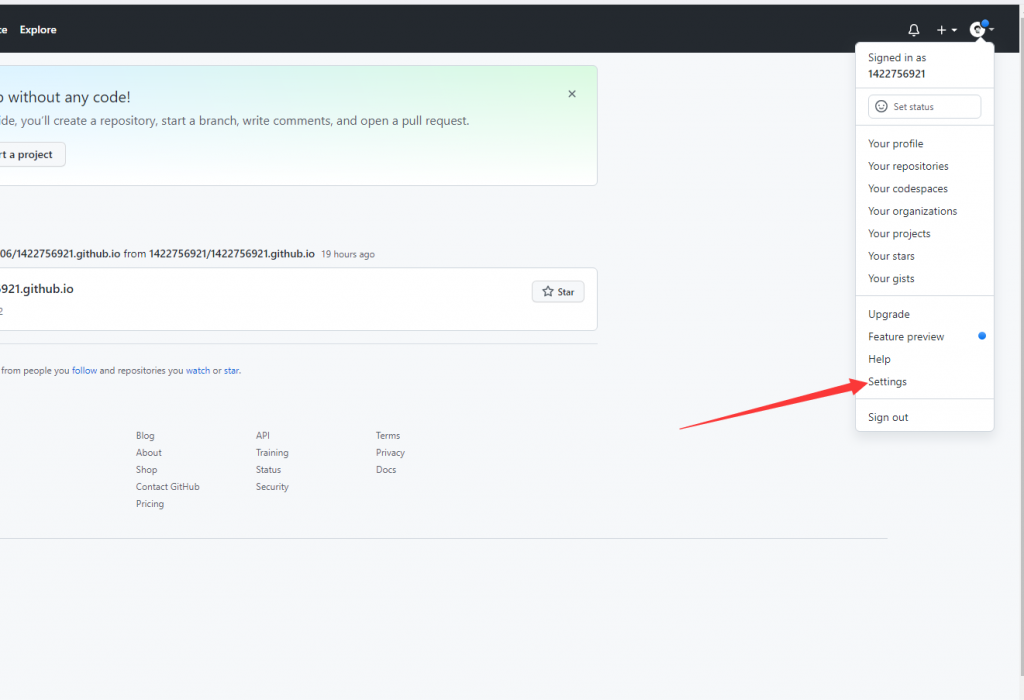 Explore
Signed in as
1422756921
Set status
Your profile
Your repositories
Your codespaces
Your organizations
Your projects
Your stars
Your gists
Upgrade
Feature preview
Help
Settings
Sign out
without any code!
you'll create a repository, start a branch, write comments, and open a pull request.
a project
06/1422756921.github.io from 1422756921/1422756921.github.io 19 hours ago
921.github.io
Star
from people you follow and repositories you watch or star.
Blog
About
Shop
Contact GitHub
Pricing
API
Training
Status
Security
Terms
Privacy
Docs